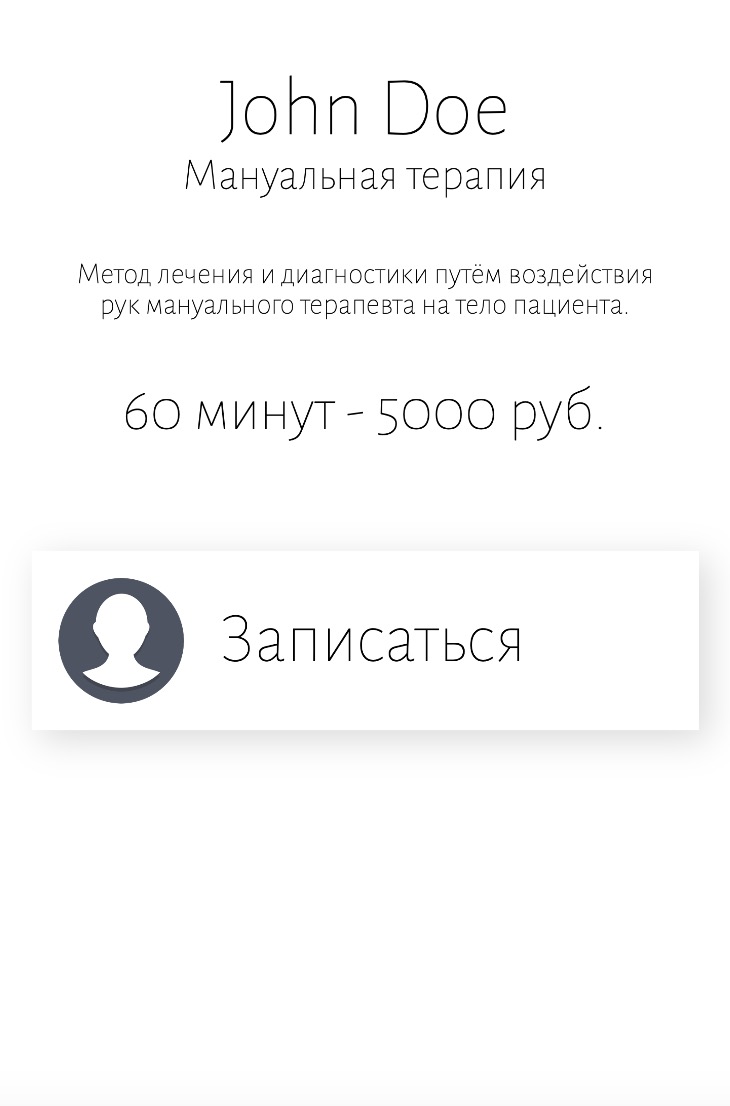 John Doe
Мануальная терапия
Метод лечения и диагностики путём воздействия
рук мануального терапевта на тело пациента.
60 минут - 5000 руб.
Записаться